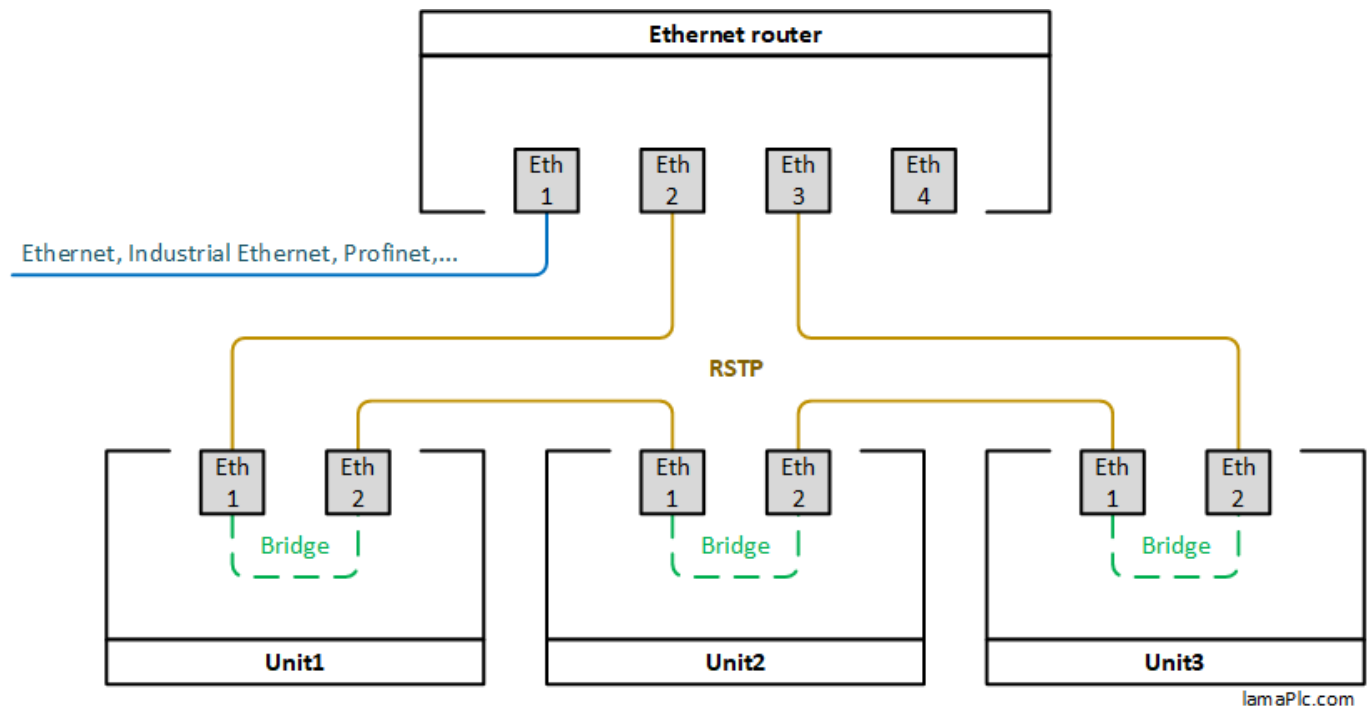 Ethernet router
Eth
1
Eth
2
Eth
3
Eth
4
Ethernet, Industrial Ethernet, Profinet,...
RSTP
Eth
1
Eth
2
Eth
1
Eth
2
Eth
1
Eth
2
Bridge
Bridge
Bridge
Unit1
Unit2
Unit3
lamaPlc.com